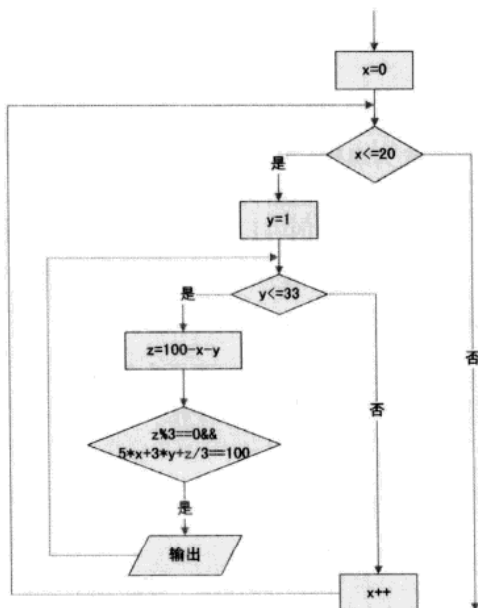 x=0
x<=20
是
否
y=1
y<=33
是
否
z=100-x-y
z%3==0&&
5*x+3*y+z/3==100
是
输出
x++